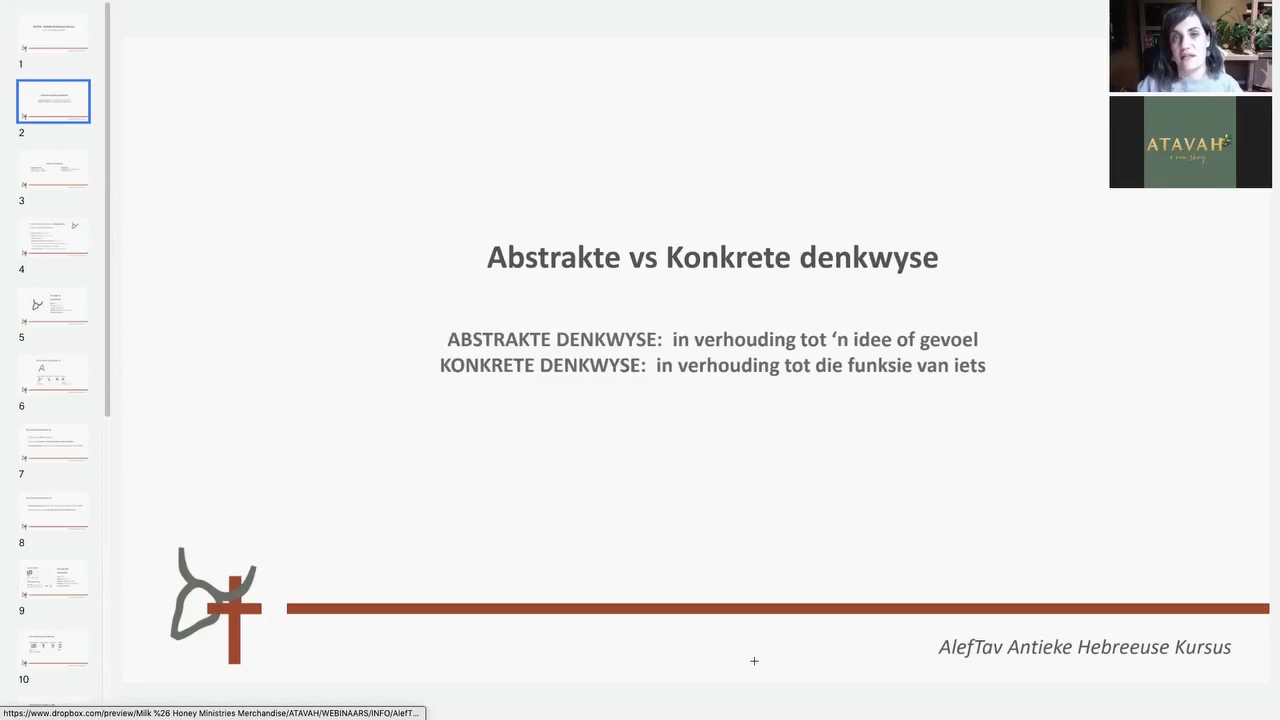 1
2
3
4
5
6
7
8
9
10
Abstrakte vs Konkrete denkwyse
ABSTRAKTE DENKWYSE: in verhouding tot ‘n idee of gevoel
KONKRETE DENKWYSE: in verhouding tot die funksie van iets
AlefTav Antieke Hebreeuse Kursus
ATAVAH
a new thing
https://www.dropbox.com/preview/Milk %26 Honey Ministries Merchandise/ATAVAH/WEBINAARS/INFO/AlefT...